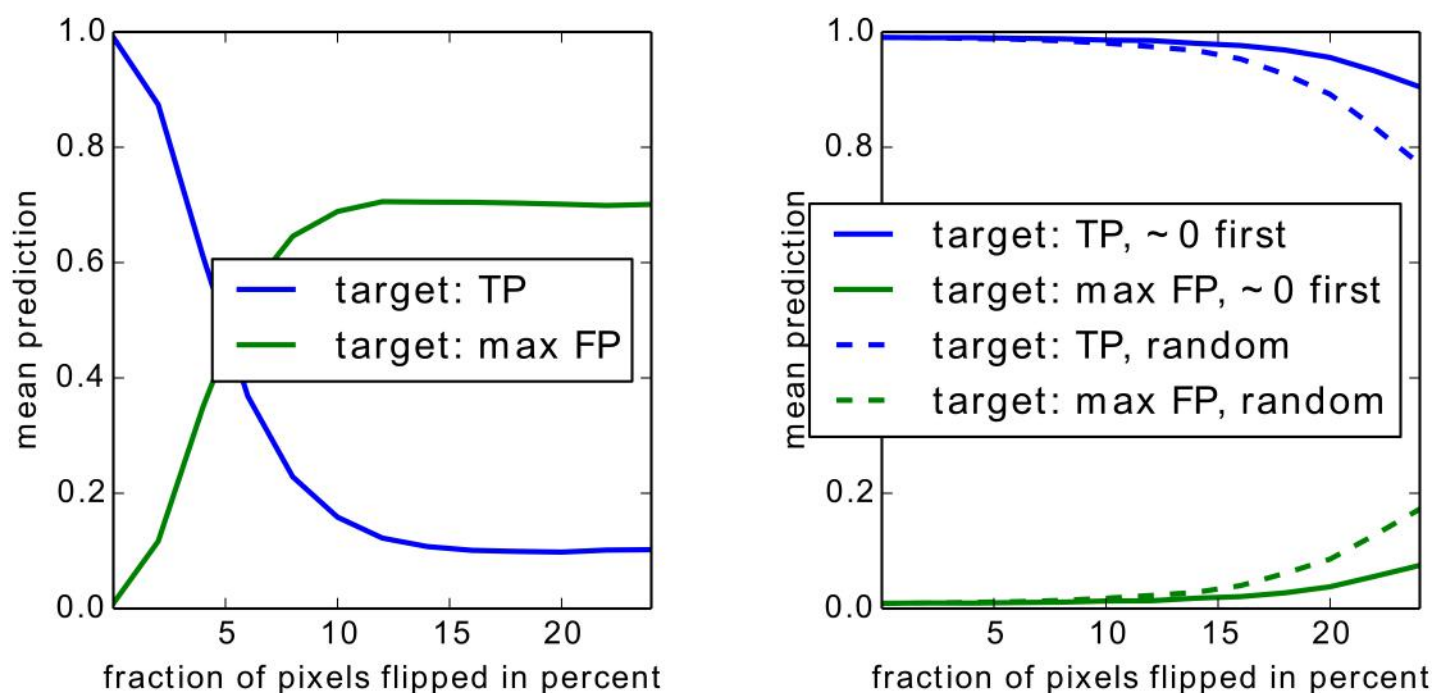 1.0
0.8
0.6
0.4
0.2
0.0
mean prediction
target: TP
target: max FP
5
10
15
20
fraction of pixels flipped in percent
1.0
0.8
0.2
0.0
mean prediction
target: TP, ~ 0 first
target: max FP, ~ 0 first
target: TP, random
target: max FP, random
5
10
15
20
fraction of pixels flipped in percent